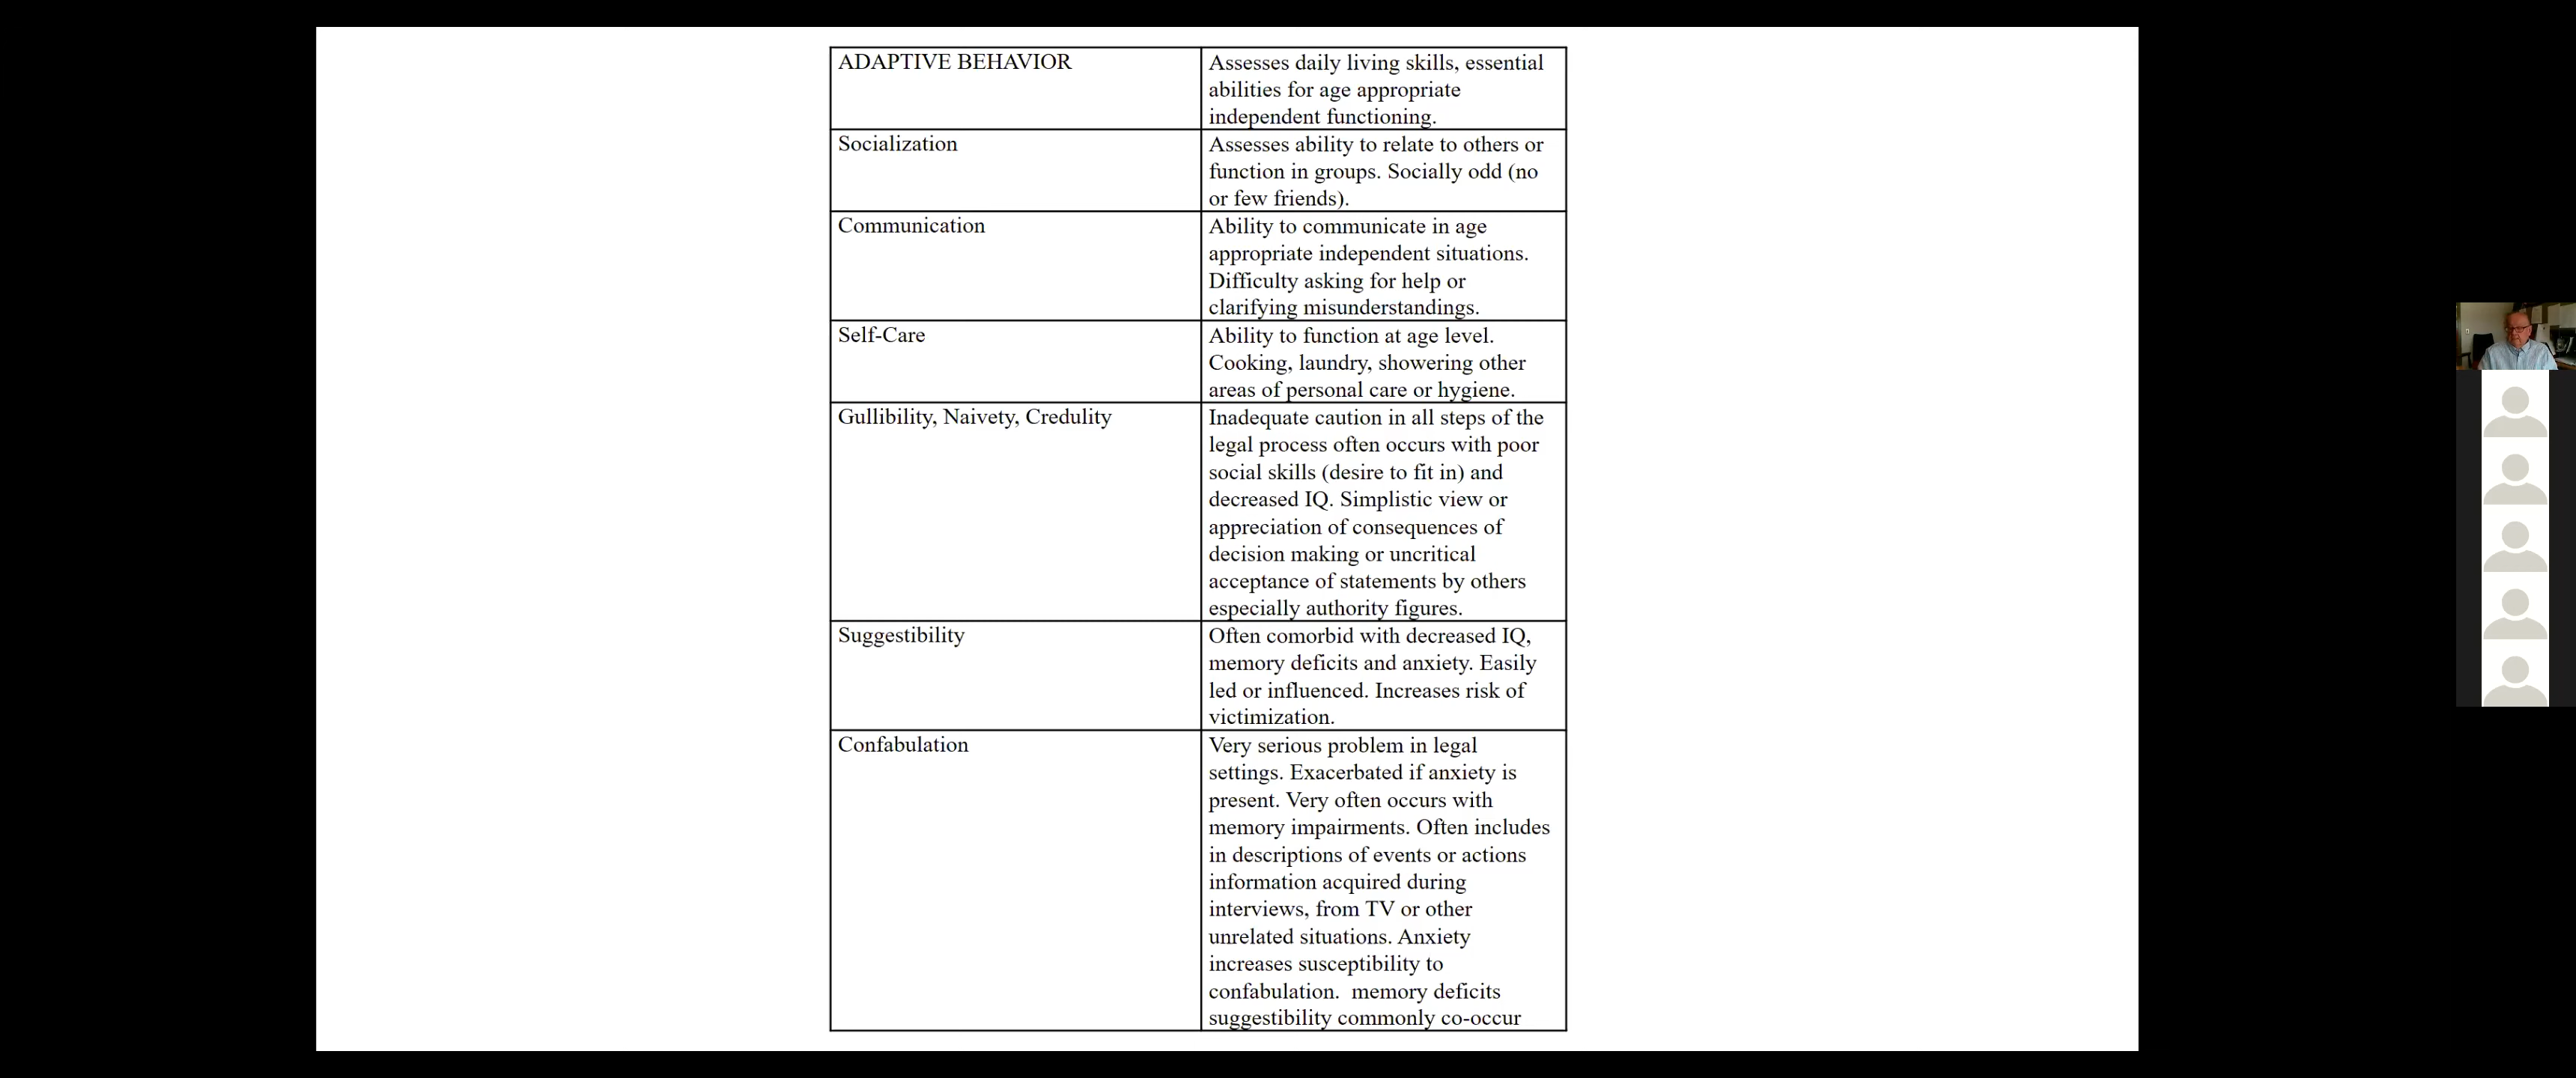 ADAPTIVE BEHAVIOR
Assesses daily living skills, essential
abilities for age appropriate
independent functioning.
Socialization
Assesses ability to relate to others or
function in groups. Socially odd (no
or few friends).
Communication
Ability to communicate in age
appropriate independent situations.
Difficulty asking for help or
clarifying misunderstandings.
Self-Care
Ability to function at age level.
Cooking, laundry, showering other
areas of personal care or hygiene.
Gullibility, Naivety, Credulity
Inadequate caution in all steps of the
legal process often occurs with poor
social skills (desire to fit in) and
decreased IQ. Simplistic view or
appreciation of consequences of
decision making or uncritical
acceptance of statements by others
especially authority figures.
Suggestibility
Often comorbid with decreased IQ,
memory deficits and anxiety. Easily
led or influenced. Increases risk of
victimization.
Confabulation
Very serious problem in legal
settings. Exacerbated if anxiety is
present. Very often occurs with
memory impairments. Often includes
in descriptions of events or actions
information acquired during
interviews, from TV or other
unrelated situations. Anxiety
increases susceptibility to
confabulation.  memory deficits
suggestibility commonly co-occur